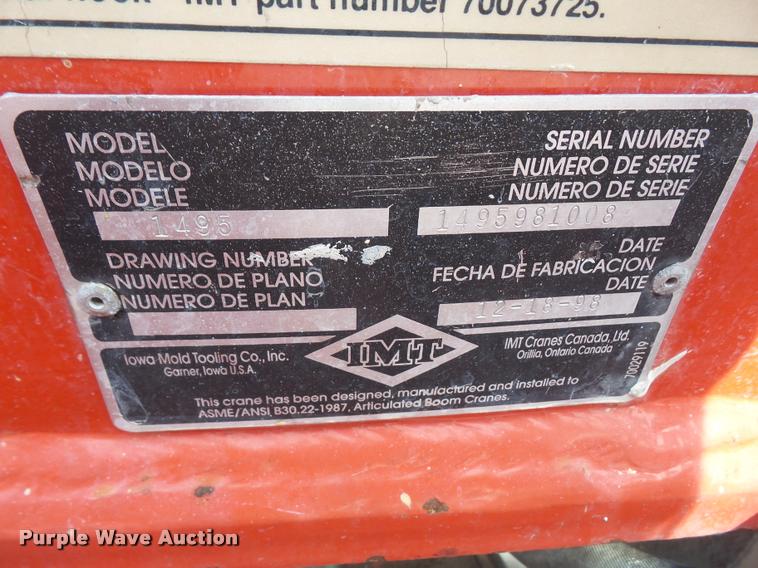 IMT part number 70073725.
MODEL
MODELO
MODELE
1495
SERIAL NUMBER
NUMERO DE SERIE
NUMERO DE SERIE
1495981008
DRAWING NUMBER
NUMERO DE PLANO
NUMERO DE PLAN
DATE
FECHA DE FABRICACION
DATE
12-18-98
Iowa Mold Tooling Co., Inc.
Garner, Iowa U.S.A.
IMT
IMT Cranes Canada, Ltd.
Orillia, Ontario Canada
70029119
This crane has been designed, manufactured and installed to
ASME/ANSI B30.22-1987, Articulated Boom Cranes.
Purple Wave Auction